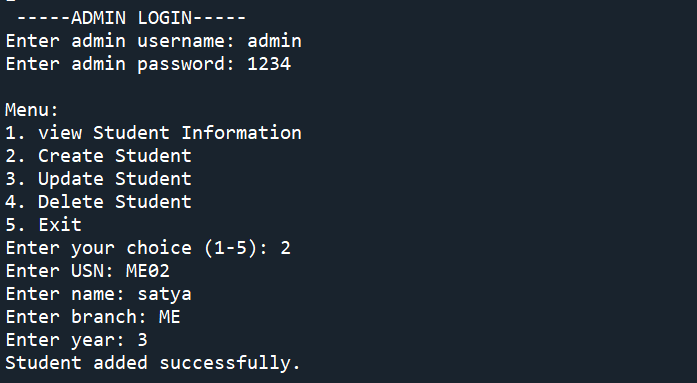 -----ADMIN LOGIN-----
Enter admin username: admin
Enter admin password: 1234
Menu:
1. view Student Information
2. Create Student
3. Update Student
4. Delete Student
5. Exit
Enter your choice (1-5): 2
Enter USN: ME02
Enter name: satya
Enter branch: ME
Enter year: 3
Student added successfully.